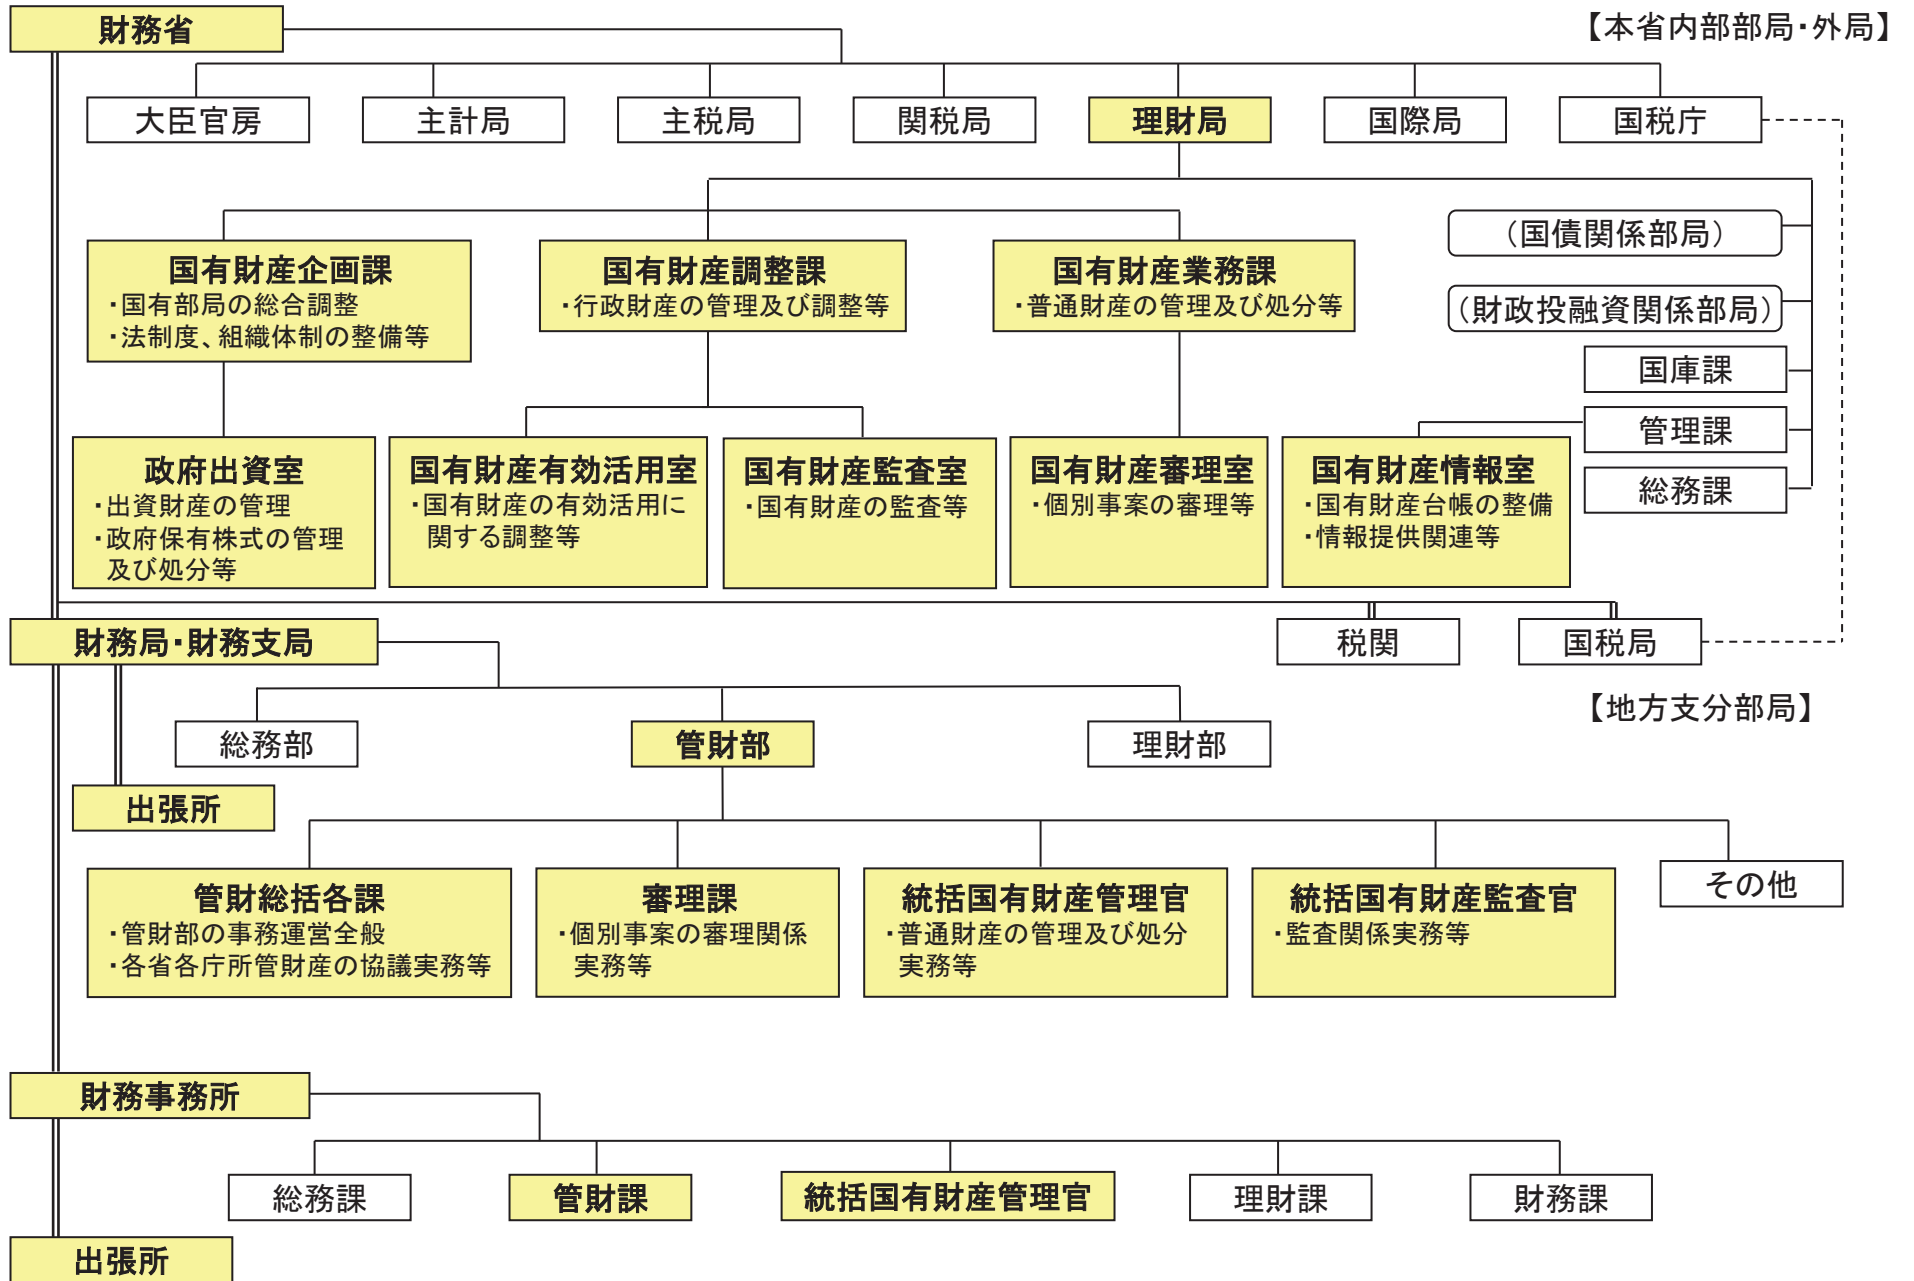 財務省
【本省内部部局・外局】
大臣官房
主計局
主税局
関税局
理財局
国際局
国税庁
(国債関係部局)
国有財産企画課
・国有部局の総合調整
・法制度、組織体制の整備等
国有財産調整課
・行政財産の管理及び調整等
国有財産業務課
・普通財産の管理及び処分等
(財政投融資関係部局)
国庫課
管理課
総務課
政府出資室
・出資財産の管理
・政府保有株式の管理
及び処分等
国有財産有効活用室
・国有財産の有効活用に
関する調整等
国有財産監査室
・国有財産の監査等
国有財産審理室
・個別事案の審理等
国有財産情報室
・国有財産台帳の整備
・情報提供関連等
財務局・財務支局
税関
国税局
【地方支分部局】
総務部
管財部
理財部
出張所
管財総括各課
・管財部の事務運営全般
・各省各庁所管財産の協議実務等
審理課
・個別事案の審理関係
実務等
統括国有財産管理官
・普通財産の管理及び処分
実務等
統括国有財産監査官
・監査関係実務等
その他
財務事務所
総務課
管財課
統括国有財産管理官
理財課
財務課
出張所